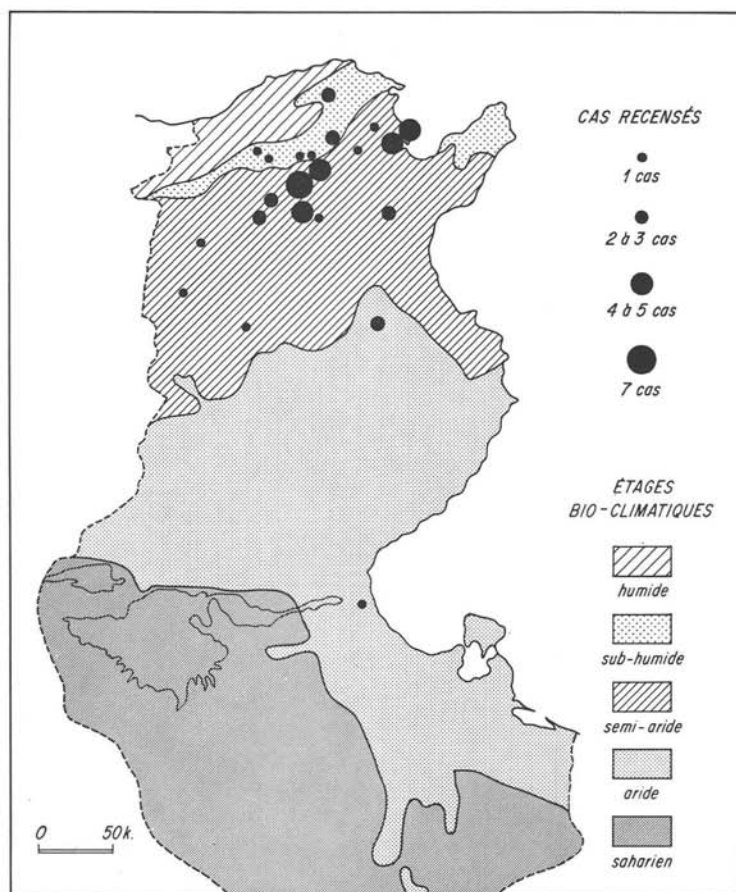 CAS RECENSÉS
1 cas
2 à 3 cas
4 à 5 cas
7 cas
ÉTAGES
BIO-CLIMATIQUES
humide
sub-humide
semi-aride
aride
saharien
0 50k.